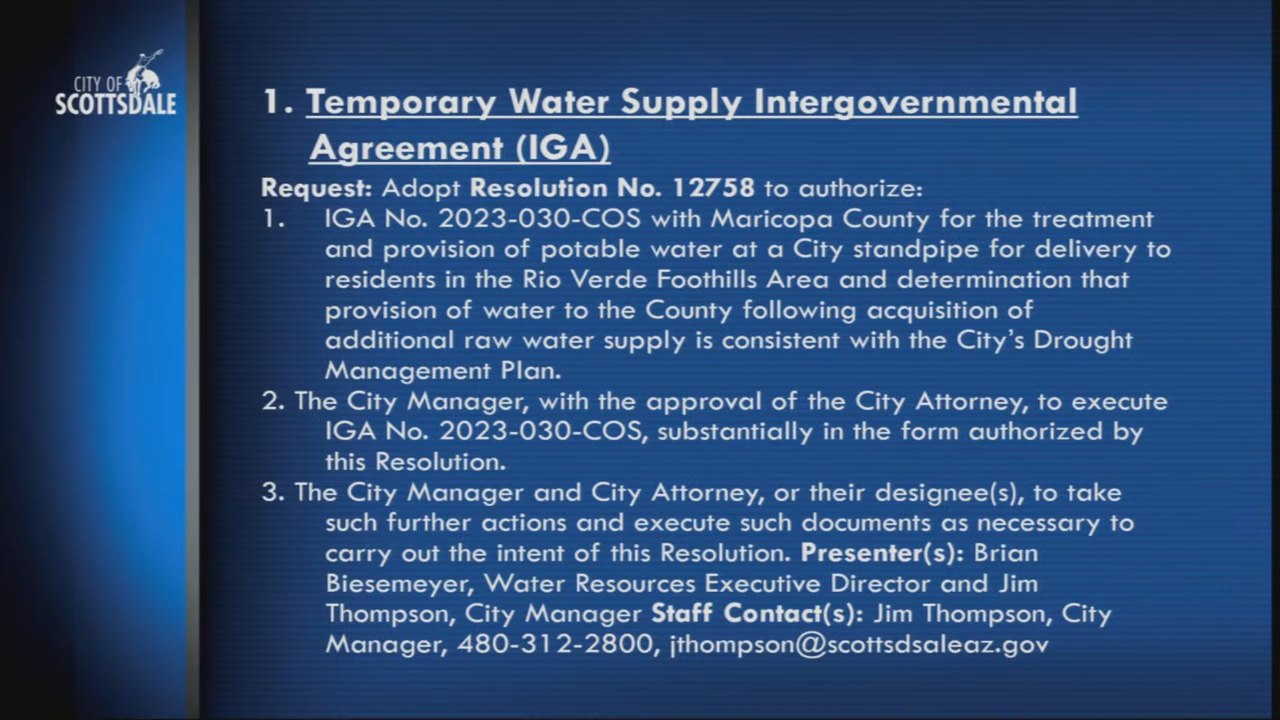 CITY OF
SCOTTSDALE
1. Temporary Water Supply Intergovernmental
Agreement (IGA)
Request: Adopt Resolution No. 12758 to authorize:
1. IGA No. 2023-030-COS with Maricopa County for the treatment
and provision of potable water at a City standpipe for delivery to
residents in the Rio Verde Foothills Area and determination that
provision of water to the County following acquisition of
additional raw water supply is consistent with the City's Drought
Management Plan.
2. The City Manager, with the approval of the City Attorney, to execute
IGA No. 2023-030-COS, substantially in the form authorized by
this Resolution.
3. The City Manager and City Attorney, or their designee(s), to take
such further actions and execute such documents as necessary to
carry out the intent of this Resolution. Presenter(s): Brian
Biesemeyer, Water Resources Executive Director and Jim
Thompson, City Manager Staff Contact(s): Jim Thompson, City
Manager, 480-312-2800, jthompson@scottsdsaleaz.gov